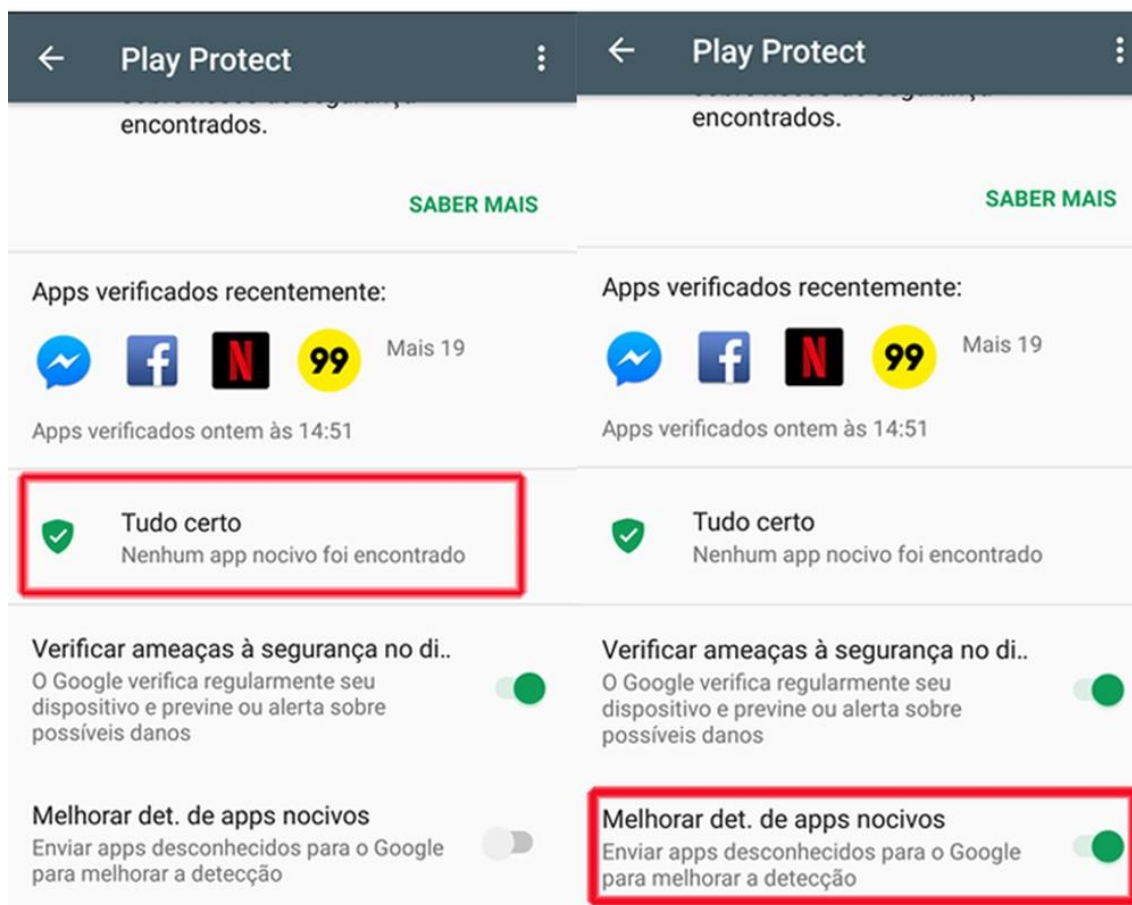 Play Protect
encontrados.
SABER MAIS
Apps verificados recentemente:
f N 99 Mais 19
Apps verificados ontem às 14:51
Tudo certo
Nenhum app nocivo foi encontrado
Verificar ameaças à segurança no di..
O Google verifica regularmente seu
dispositivo e previne ou alerta sobre
possíveis danos
Melhorar det. de apps nocivos
Enviar apps desconhecidos para o Google
para melhorar a detecção
Play Protect
encontrados.
SABER MAIS
Apps verificados recentemente:
f N 99 Mais 19
Apps verificados ontem às 14:51
Tudo certo
Nenhum app nocivo foi encontrado
Verificar ameaças à segurança no di..
O Google verifica regularmente seu
dispositivo e previne ou alerta sobre
possíveis danos
Melhorar det. de apps nocivos
Enviar apps desconhecidos para o Google
para melhorar a detecção